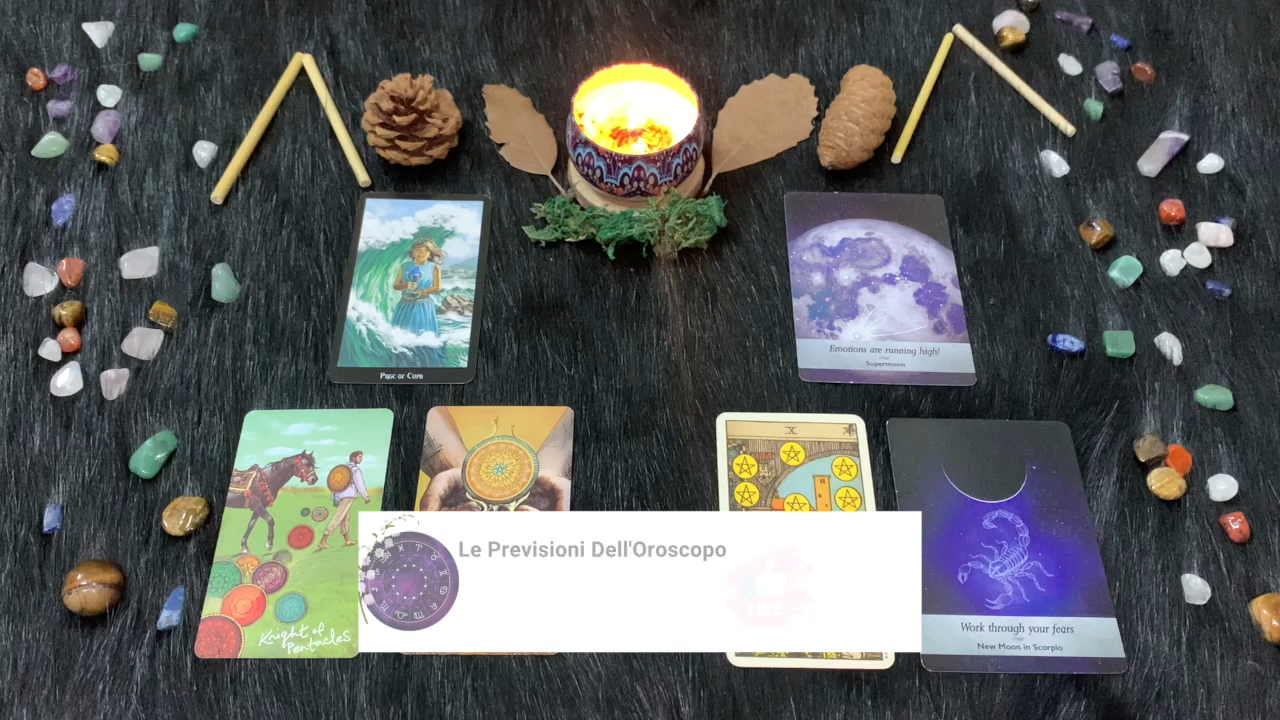 Page of Cups
Emotions are running high!
Supermoon
X
Le Previsioni Dell'Oroscopo
LIKE
Knight of
Pentacles
Work through your fears
New Moon in Scorpio